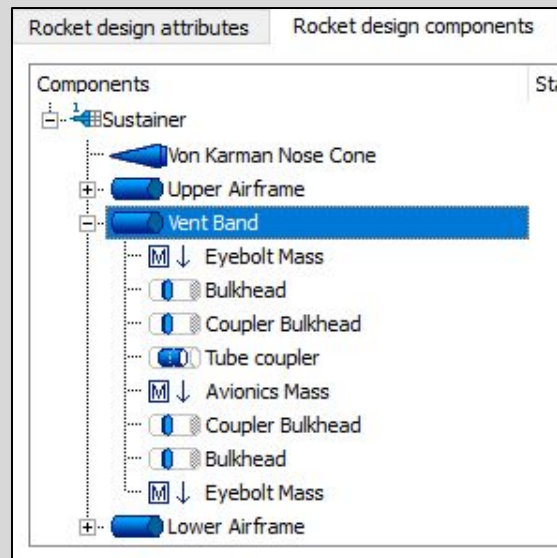 Rocket design attributes Rocket design components
Components Sta
1
Sustainer
Von Karman Nose Cone
Upper Airframe
Vent Band
M Eyebolt Mass
Bulkhead
Coupler Bulkhead
Tube coupler
M Avionics Mass
Coupler Bulkhead
Bulkhead
M Eyebolt Mass
Lower Airframe